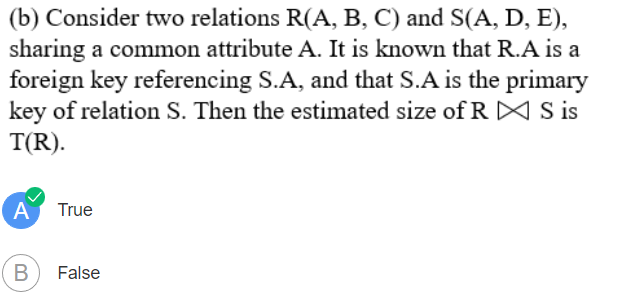 (b) Consider two relations R(A, B, C) and S(A, D, E),
sharing a common attribute A. It is known that R.A is a
foreign key referencing S.A, and that S.A is the primary
key of relation S. Then the estimated size of R ⋈ S is
T(R).
A True
B False